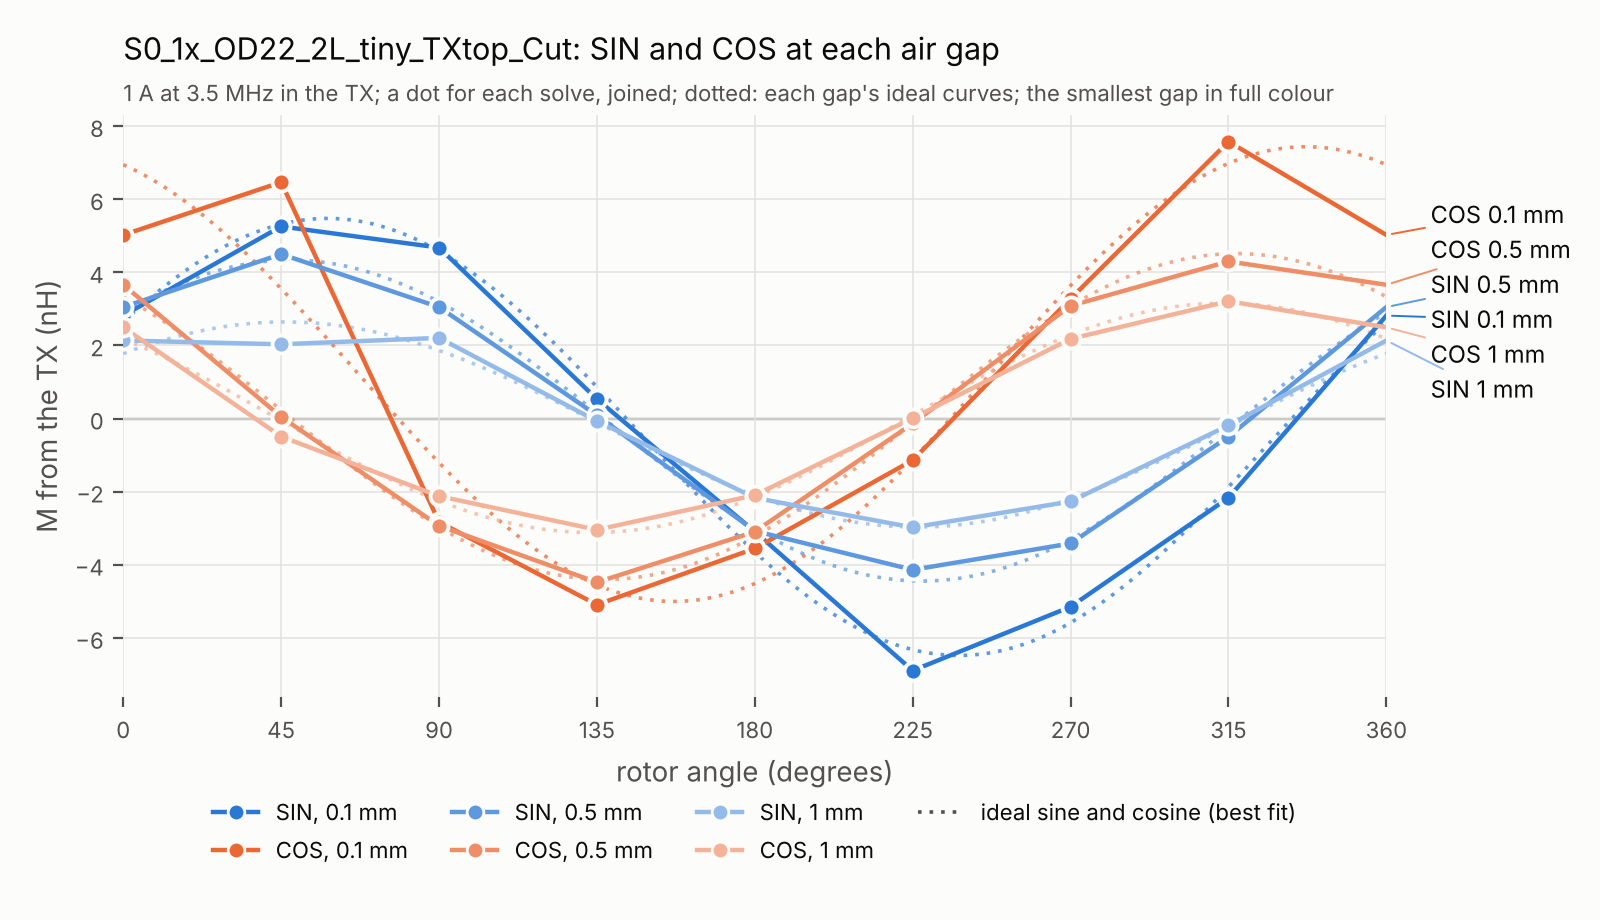 S0_1x_OD22_2L_tiny_TXtop_Cut: SIN and COS at each air gap
1 A at 3.5 MHz in the TX; a dot for each solve, joined; dotted: each gap's ideal curves; the smallest gap in full colour
M from the TX (nH)
8
6
4
2
0
−2
−4
−6
COS 0.1 mm
COS 0.5 mm
SIN 0.5 mm
SIN 0.1 mm
COS 1 mm
SIN 1 mm
0 45 90 135 180 225 270 315 360
rotor angle (degrees)
SIN, 0.1 mm SIN, 0.5 mm SIN, 1 mm ideal sine and cosine (best fit)
COS, 0.1 mm COS, 0.5 mm COS, 1 mm